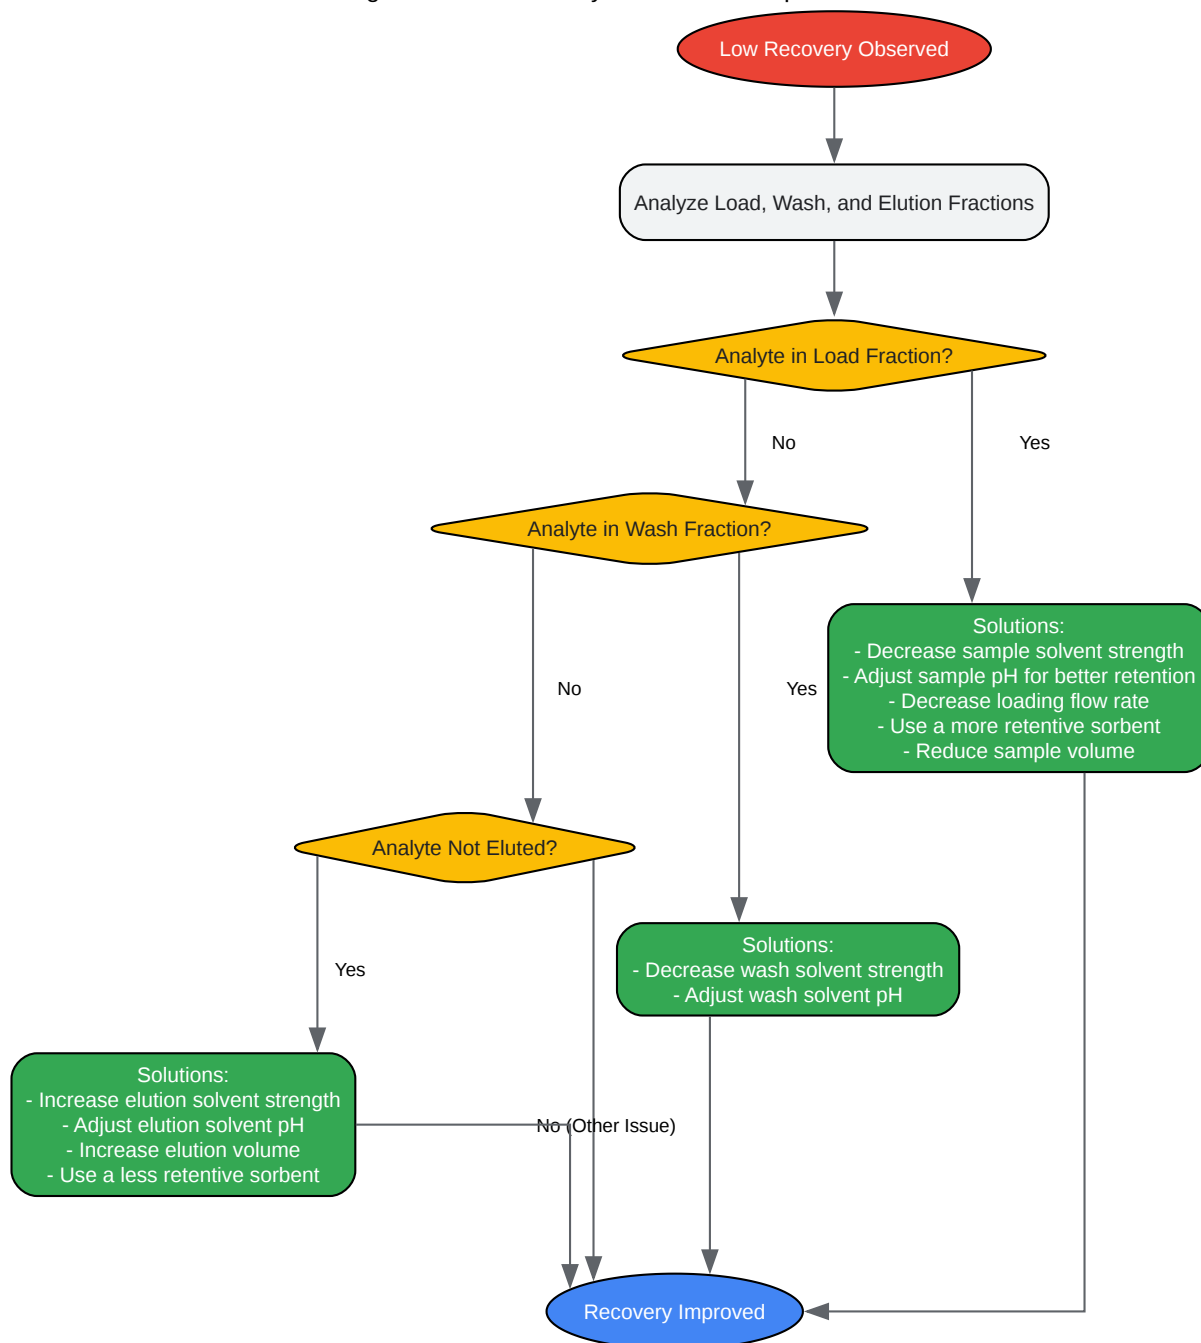 Low Recovery Observed
Analyze Load, Wash, and Elution Fractions
Analyte in Load Fraction?
No
Yes
Analyte in Wash Fraction?
Solutions:
- Decrease sample solvent strength
- Adjust sample pH for better retention
- Decrease loading flow rate
- Use a more retentive sorbent
- Reduce sample volume
No
Yes
Analyte Not Eluted?
Solutions:
- Decrease wash solvent strength
- Adjust wash solvent pH
Yes
Solutions:
- Increase elution solvent strength
- Adjust elution solvent pH
- Increase elution volume
- Use a less retentive sorbent
No (Other Issue)
Recovery Improved